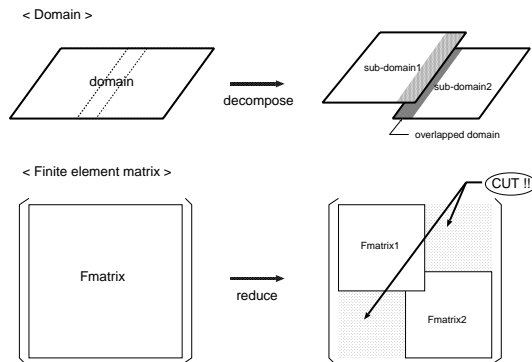 < Domain >
domain
decompose
sub-domain1
sub-domain2
overlapped domain
< Finite element matrix >
CUT !!
Fmatrix
reduce
Fmatrix1
Fmatrix2